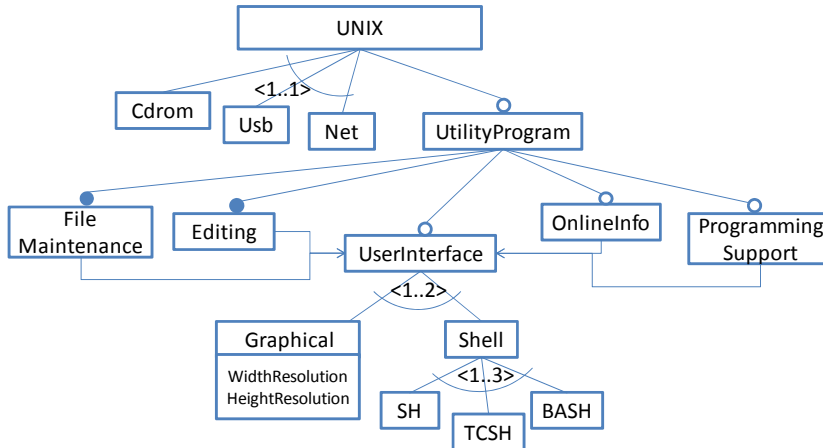 UNIX
<1..1>
Cdrom
Usb
Net
UtilityProgram
File
Maintenance
Editing
UserInterface
OnlineInfo
Programming
Support
<1..2>
Graphical
WidthResolution
HeightResolution
Shell
<1..3>
SH
TCSH
BASH